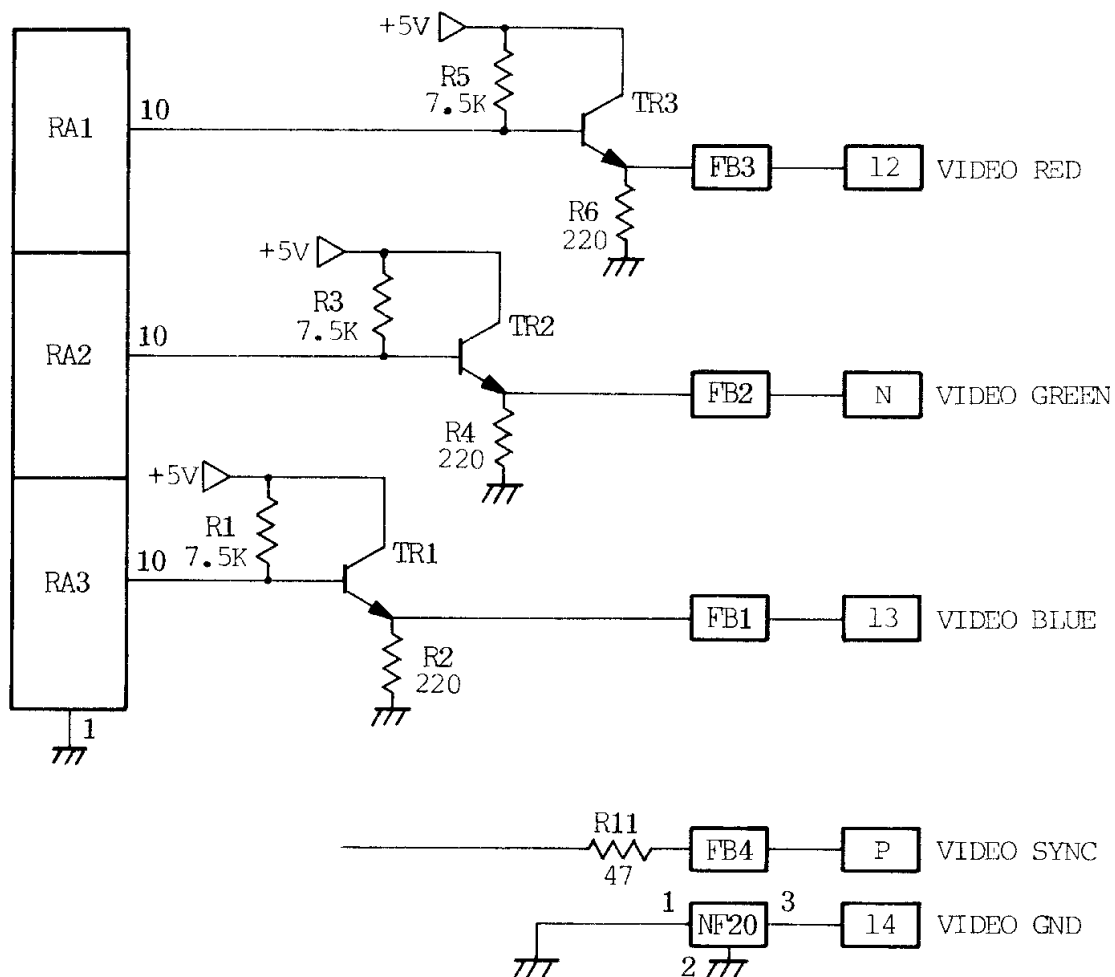 +5V
R5
7.5K
TR3
10
RA1
FB3
12
VIDEO RED
R6
220
+5V
R3
7.5K
TR2
10
RA2
FB2
N
VIDEO GREEN
R4
220
+5V
R1
7.5K
TR1
10
RA3
FB1
13
VIDEO BLUE
R2
220
1
R11
47
FB4
P
VIDEO SYNC
1
NF20
3
14
VIDEO GND
2